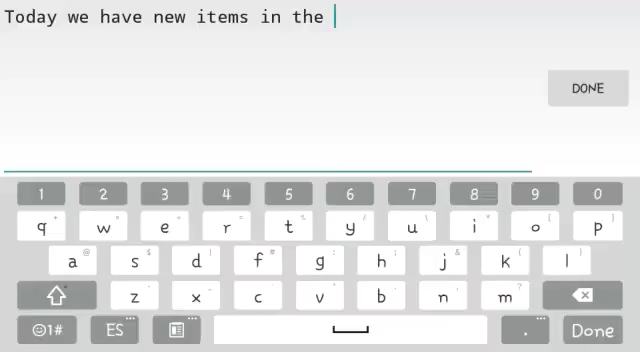 Today we have new items in the
DONE
1 2 3 4 5 6 7 8 9 0
q w e r t y u i o p
a @ s $ d | f # g ; h ; j & k ( l )
z x c v b n m ?
1# ES . Done